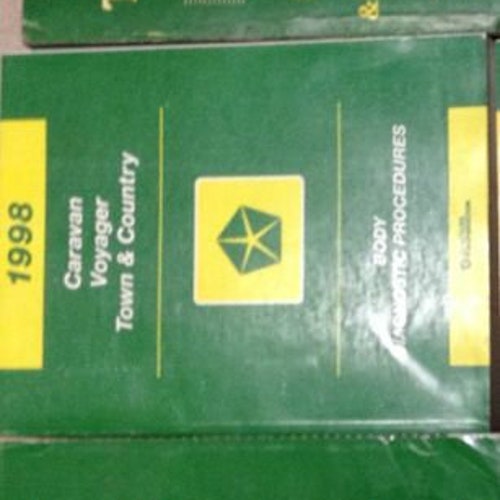 1998
Caravan
Voyager
Town & Country
BODY
DIAGNOSTIC PROCEDURES
&